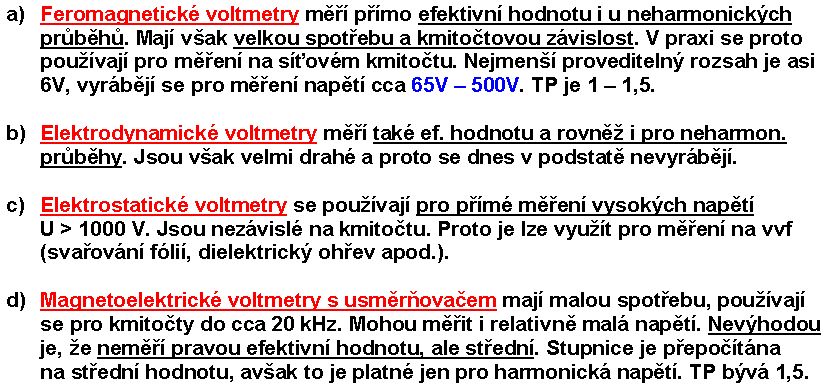 a) Feromagnetické voltmetry měří přímo efektivní hodnotu i u neharmonických
průběhů. Mají však velkou spotřebu a kmitočtovou závislost. V praxi se proto
používají pro měření na síťovém kmitočtu. Nejmenší proveditelný rozsah je asi
6V, vyrábějí se pro měření napětí cca 65V – 500V. TP je 1 – 1,5.
b) Elektrodynamické voltmetry měří také ef. hodnotu a rovněž i pro neharmon.
průběhy. Jsou však velmi drahé a proto se dnes v podstatě nevyrábějí.
c) Elektrostatické voltmetry se používají pro přímé měření vysokých napětí
U > 1000 V. Jsou nezávislé na kmitočtu. Proto je lze využít pro měření na vvf
(svařování fólií, dielektrický ohřev apod.).
d) Magnetoelektrické voltmetry s usměrňovačem mají malou spotřebu, používají
se pro kmitočty do cca 20 kHz. Mohou měřit i relativně malá napětí. Nevýhodou
je, že neměří pravou efektivní hodnotu, ale střední. Stupnice je přepočítána
na střední hodnotu, avšak to je platné jen pro harmonická napětí. TP bývá 1,5.